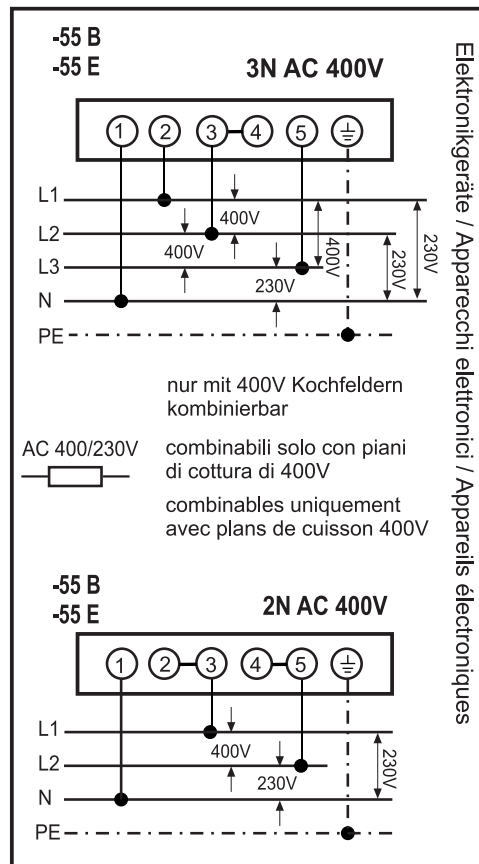 -55 B
-55 E
3N AC 400V
1 2 3 4 5
L1
400V
L2
400V
400V
230V
230V
L3
230V
N
PE
nur mit 400V Kochfeldern
kombinierbar
AC 400/230V
combinabili solo con piani
di cottura di 400V
combinables uniquement
avec plans de cuisson 400V
-55 B
-55 E
2N AC 400V
1 2 3 4 5
L1
400V
L2
230V
230V
N
PE
Elektronikgeräte / Apparecchi elettronici / Appareils électroniques